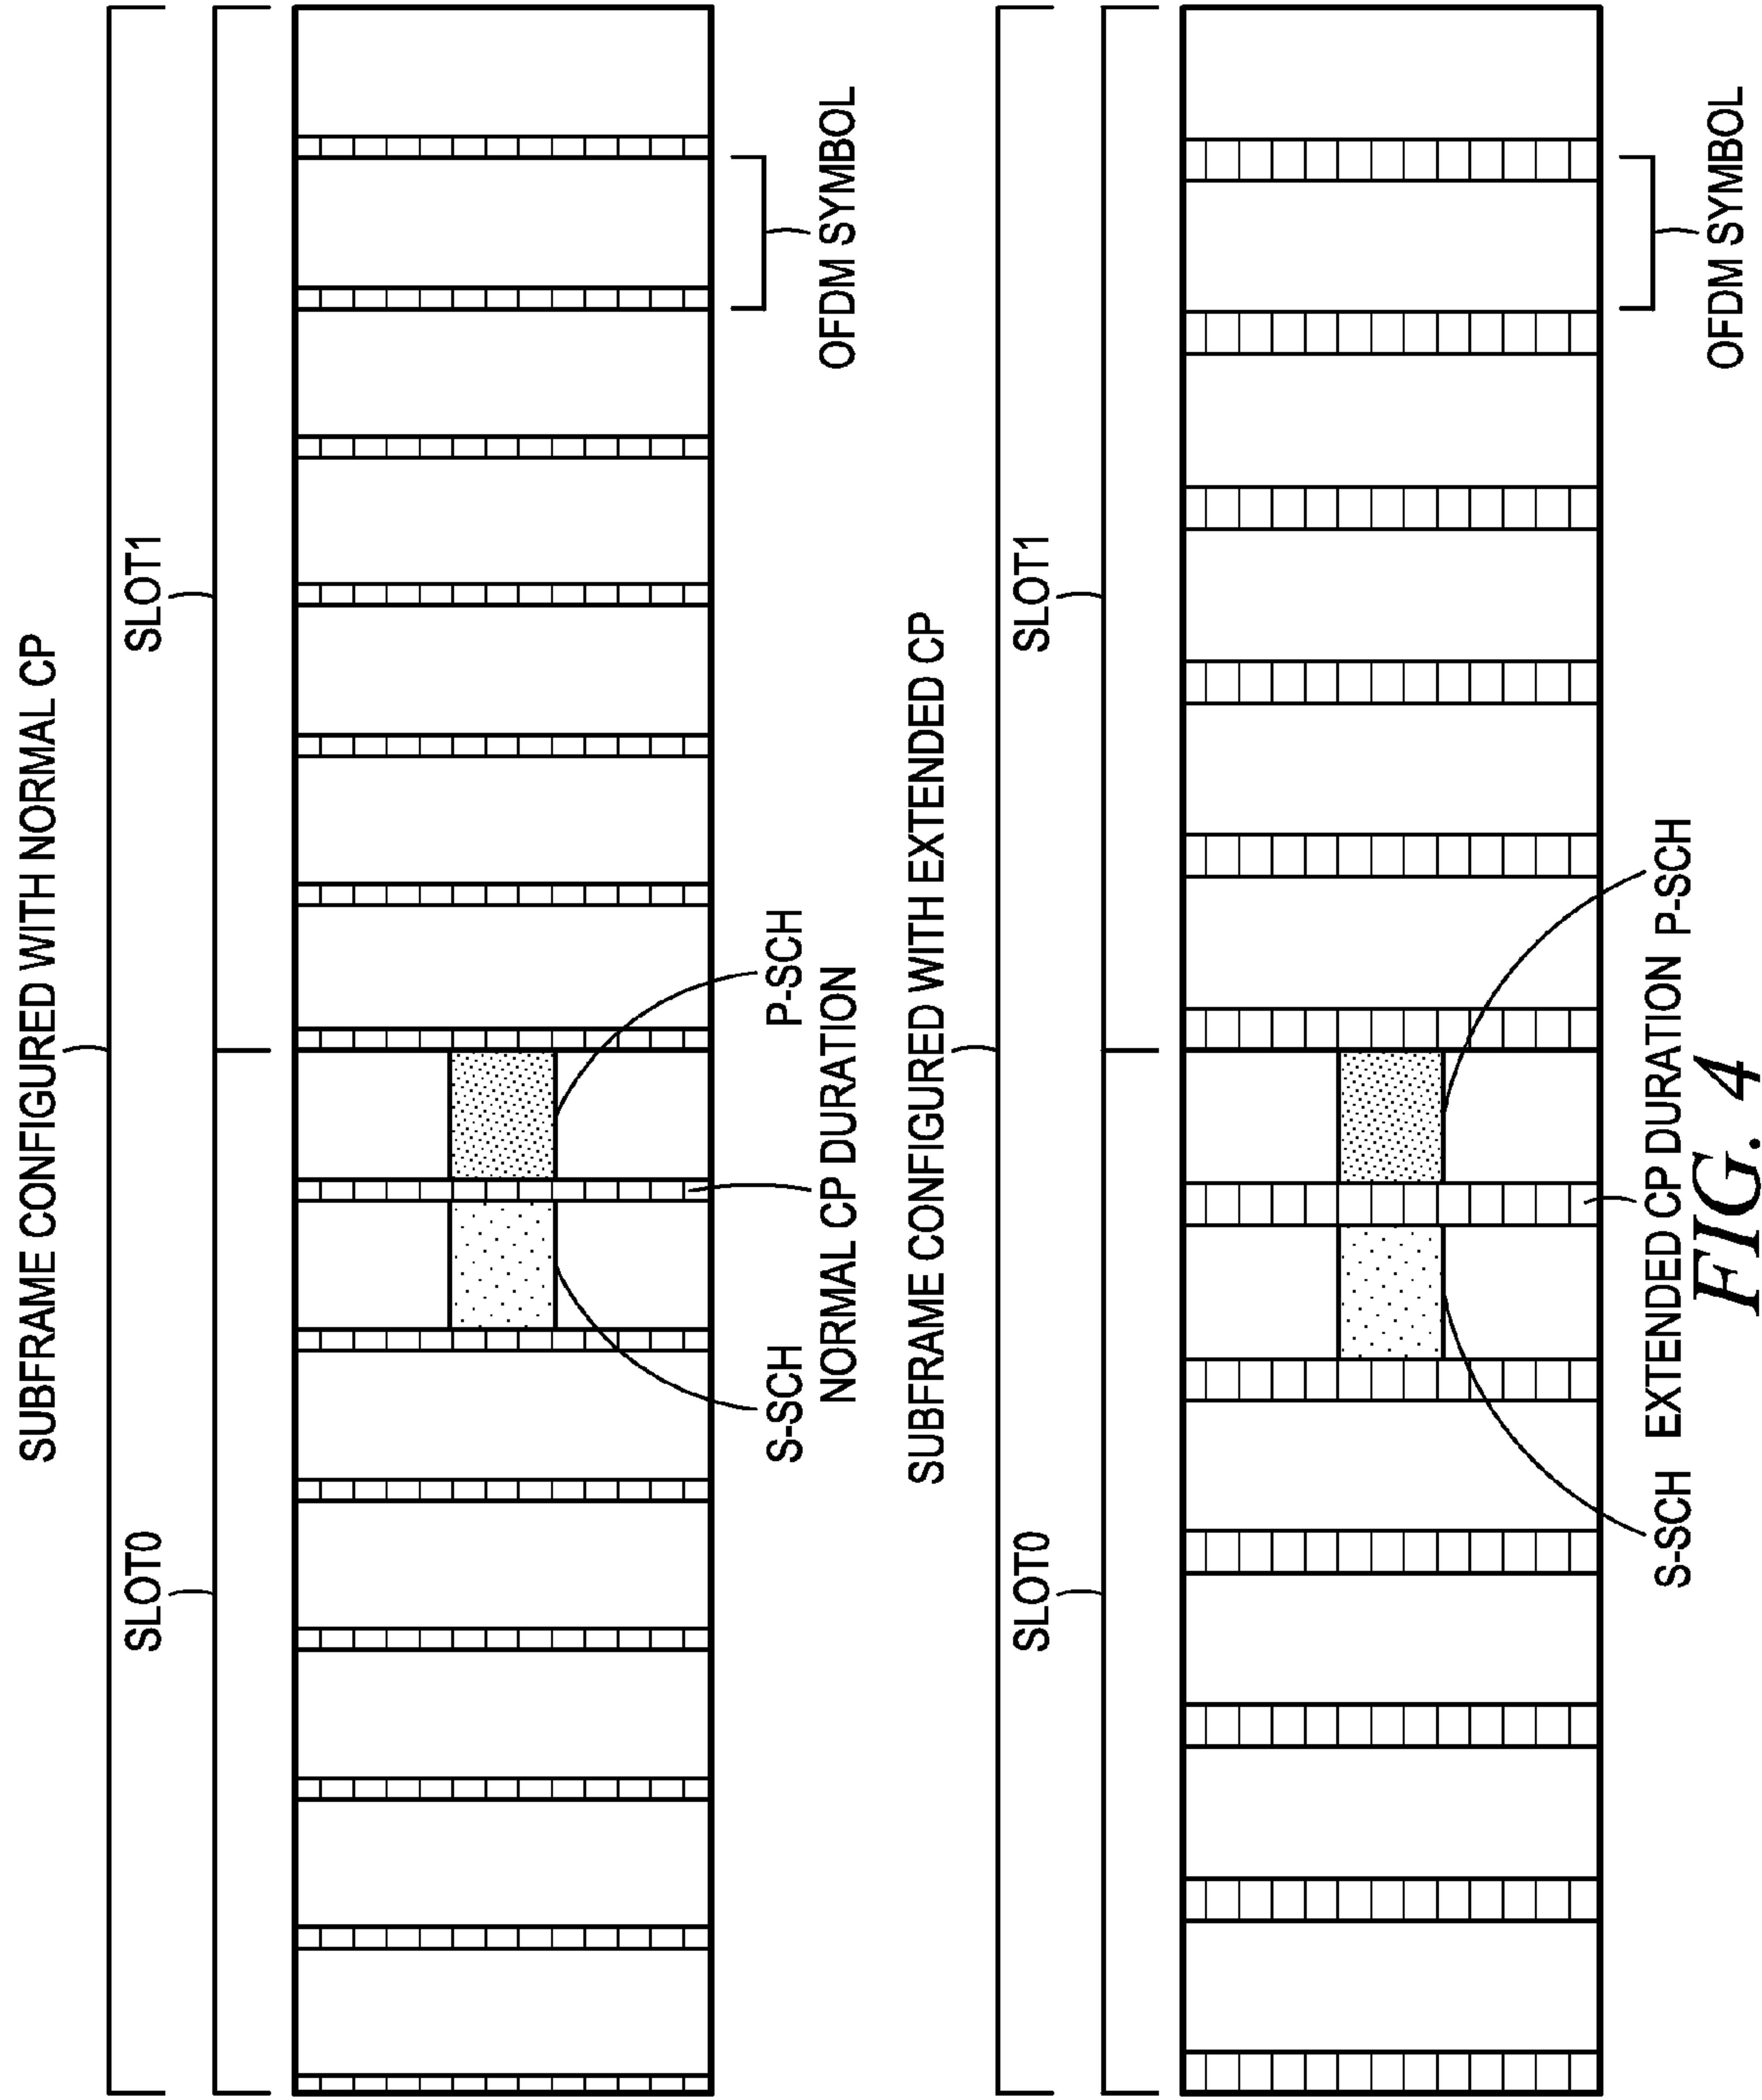 SUBFRAME CONFIGURED WITH NORMAL CP
SLOT0
SLOT1
S-SCH
P-SCH
NORMAL CP DURATION
OFDM SYMBOL
SUBFRAME CONFIGURED WITH EXTENDED CP
SLOT0
SLOT1
S-SCH
EXTENDED CP DURATION
P-SCH
OFDM SYMBOL
FIG. 4